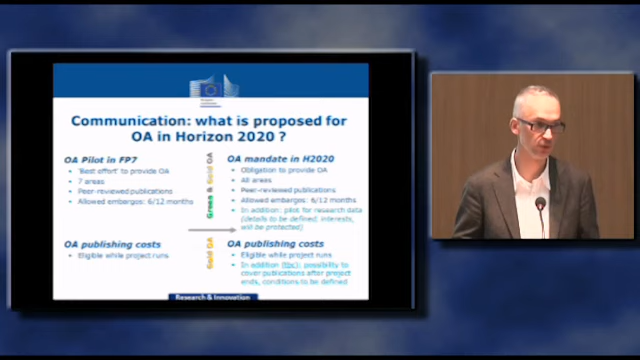 Communication: what is proposed for
OA in Horizon 2020 ?
OA Pilot in FP7
• 'Best effort' to provide OA
• 7 areas
• Peer-reviewed publications
• Allowed embargos: 6/12 months
OA publishing costs
• Eligible while project runs
Green & Gold OA
Gold OA
OA mandate in H2020
• Obligation to provide OA
• All areas
• Peer-reviewed publications
• Allowed embargos: 6/12 months
• In addition: pilot for research data
(details to be defined, interests,
will be protected)
OA publishing costs
• Eligible while project runs
• In addition (tbc): possibility to
cover publications after project
ends, conditions to be defined
Research & Innovation